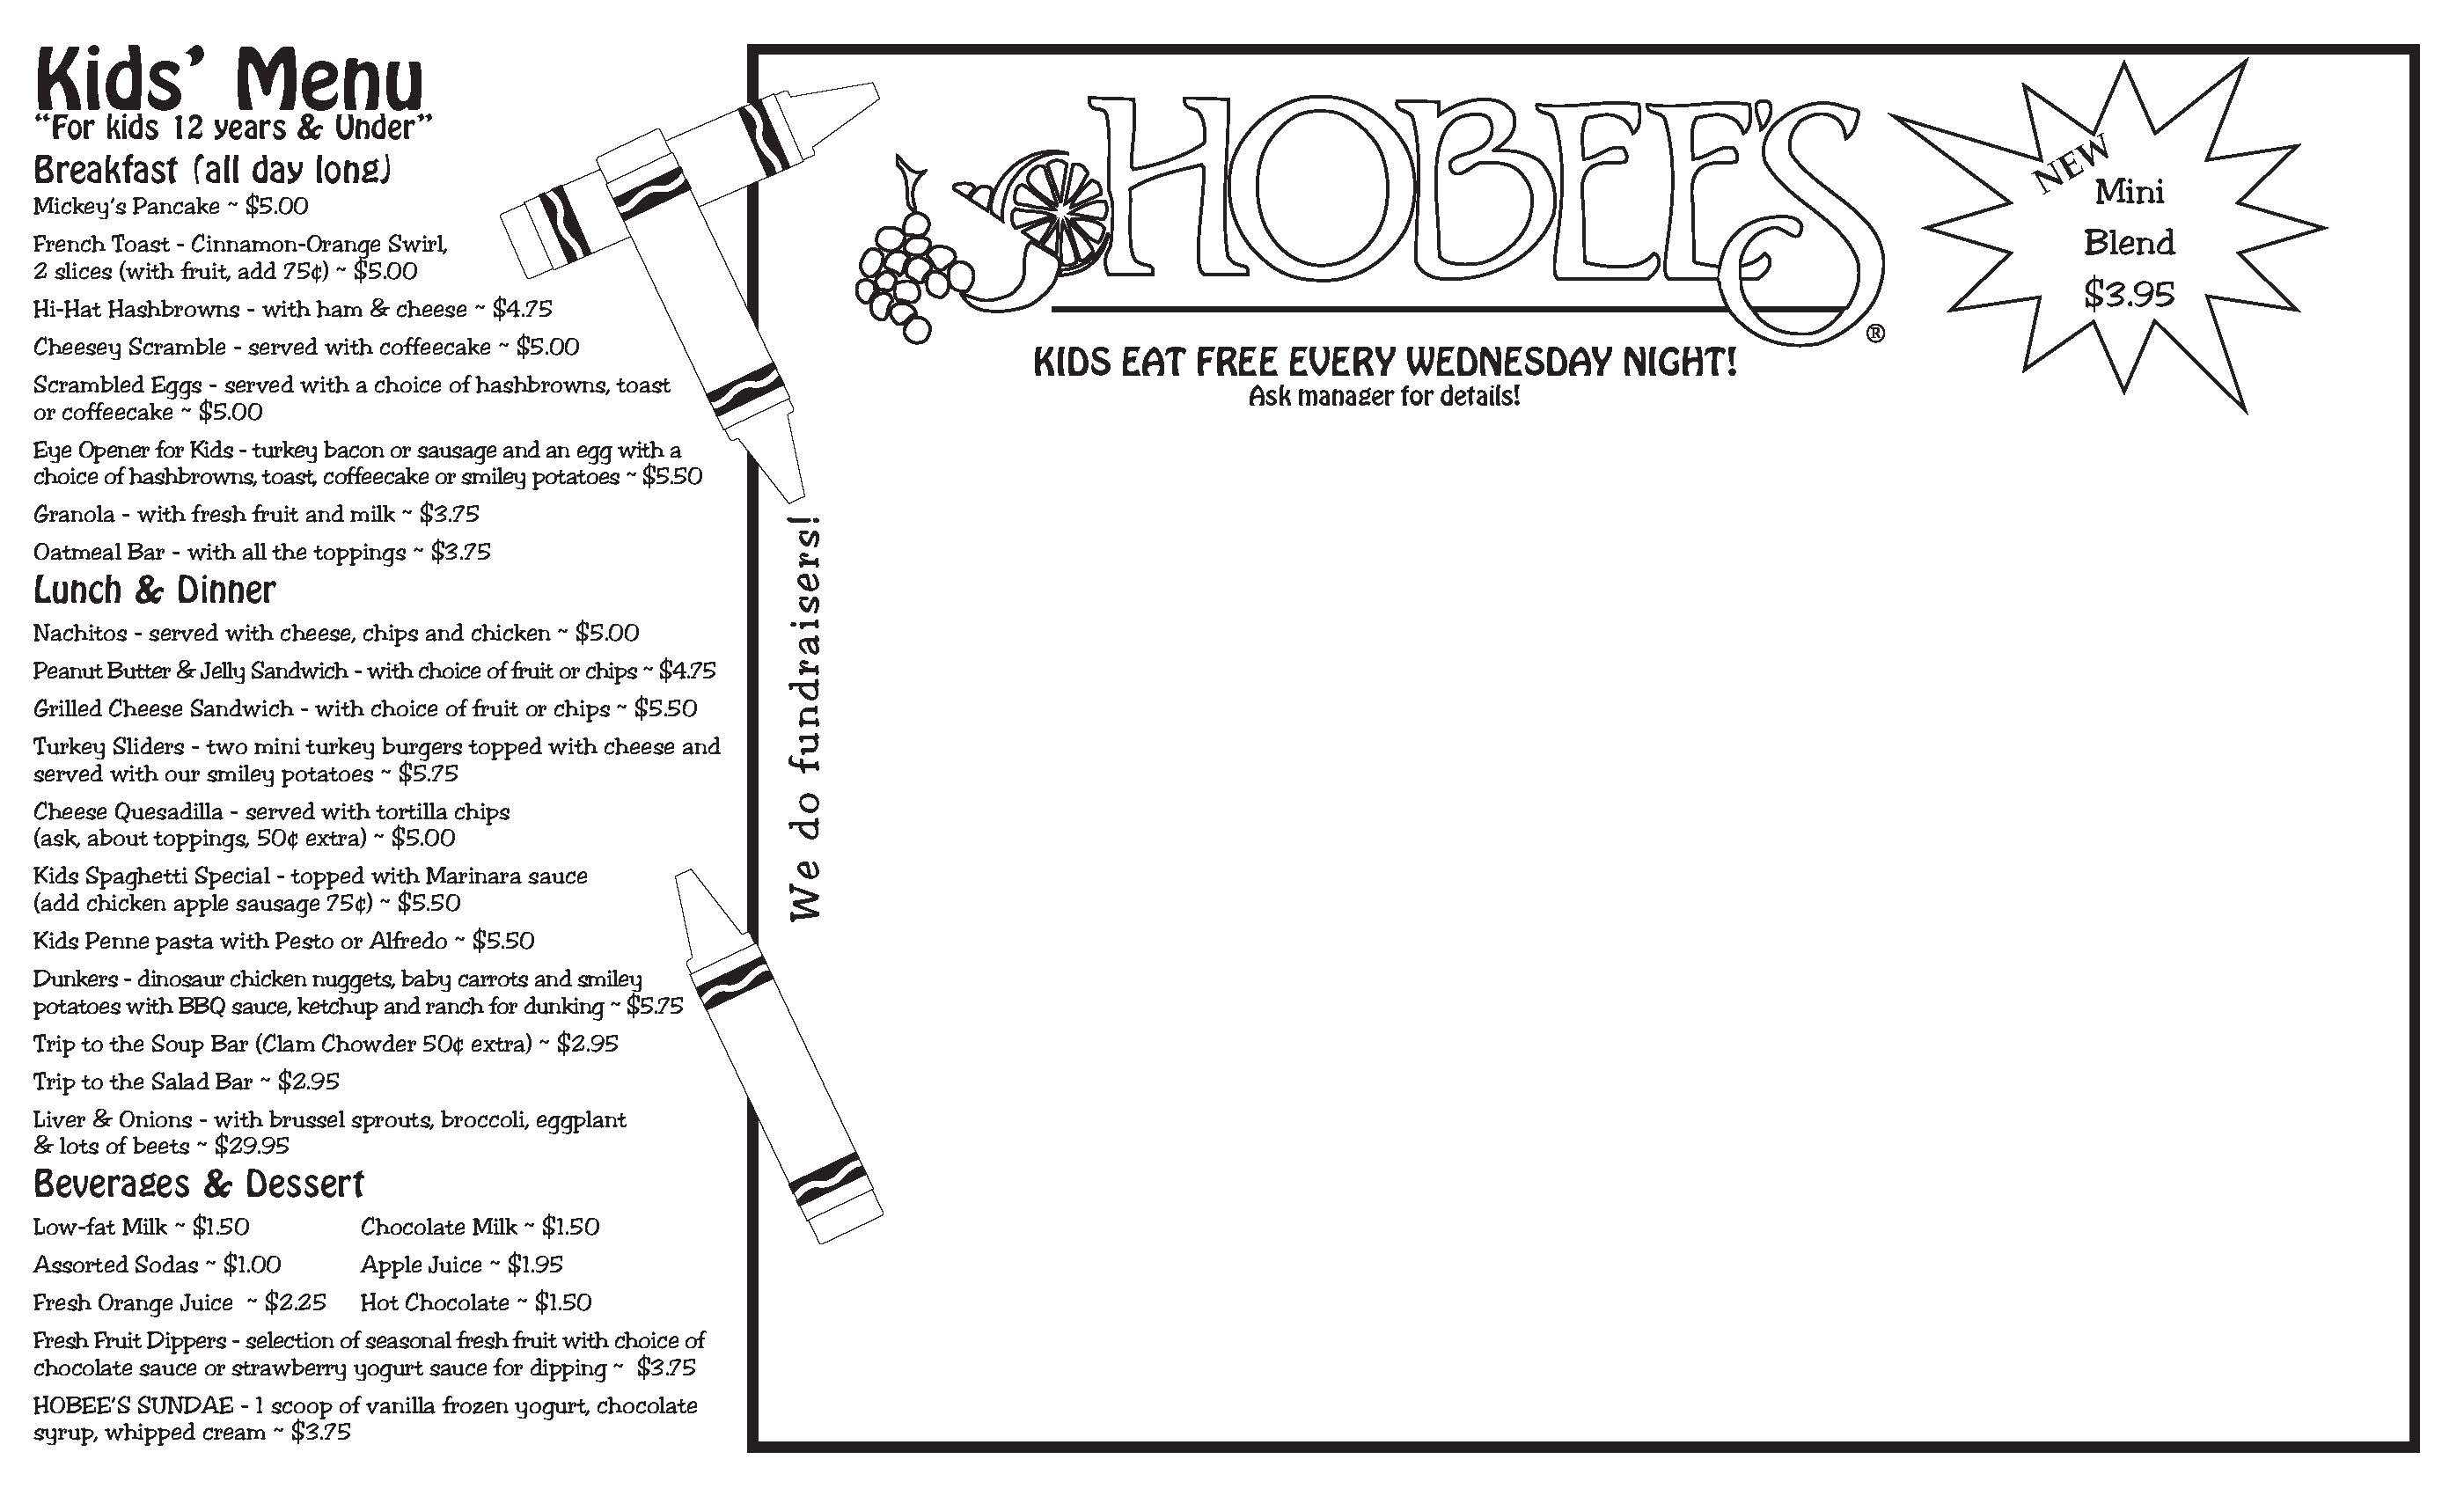 Kids’ Menu
“For kids 12 years & Under”
Breakfast (all day long)
Mickey’s Pancake ~ $5.00
French Toast - Cinnamon-Orange Swirl,
2 slices (with fruit, add 75¢) ~ $5.00
Hi-Hat Hashbrowns - with ham & cheese ~ $4.75
Cheesey Scramble - served with coffeecake ~ $5.00
Scrambled Eggs - served with a choice of hashbrowns, toast
or coffeecake ~ $5.00
Eye Opener for Kids - turkey bacon or sausage and an egg with a
choice of hashbrowns, toast, coffeecake or smiley potatoes ~ $5.50
Granola - with fresh fruit and milk ~ $3.75
Oatmeal Bar - with all the toppings ~ $3.75
Lunch & Dinner
Nachitos - served with cheese, chips and chicken ~ $5.00
Peanut Butter & Jelly Sandwich - with choice of fruit or chips ~ $4.75
Grilled Cheese Sandwich - with choice of fruit or chips ~ $5.50
Turkey Sliders - two mini turkey burgers topped with cheese and
served with our smiley potatoes ~ $5.75
Cheese Quesadilla - served with tortilla chips
(ask, about toppings, 50¢ extra) ~ $5.00
Kids Spaghetti Special - topped with Marinara sauce
(add chicken apple sausage 75¢) ~ $5.50
Kids Penne pasta with Pesto or Alfredo ~ $5.50
Dunkers - dinosaur chicken nuggets, baby carrots and smiley
potatoes with BBQ sauce, ketchup and ranch for dunking ~ $5.75
Trip to the Soup Bar (Clam Chowder 50¢ extra) ~ $2.95
Trip to the Salad Bar ~ $2.95
Liver & Onions - with brussel sprouts, broccoli, eggplant
& lots of beets ~ $29.95
Beverages & Dessert
Low-fat Milk ~ $1.50 Chocolate Milk ~ $1.50
Assorted Sodas ~ $1.00 Apple Juice ~ $1.95
Fresh Orange Juice ~ $2.25 Hot Chocolate ~ $1.50
Fresh Fruit Dippers - selection of seasonal fresh fruit with choice of
chocolate sauce or strawberry yogurt sauce for dipping ~ $3.75
HOBEE’S SUNDAE - 1 scoop of vanilla frozen yogurt, chocolate
syrup, whipped cream ~ $3.75
We do fundraisers!
HOBEE’S ®
KIDS EAT FREE EVERY WEDNESDAY NIGHT!
Ask manager for details!
NEW
Mini
Blend
$3.95